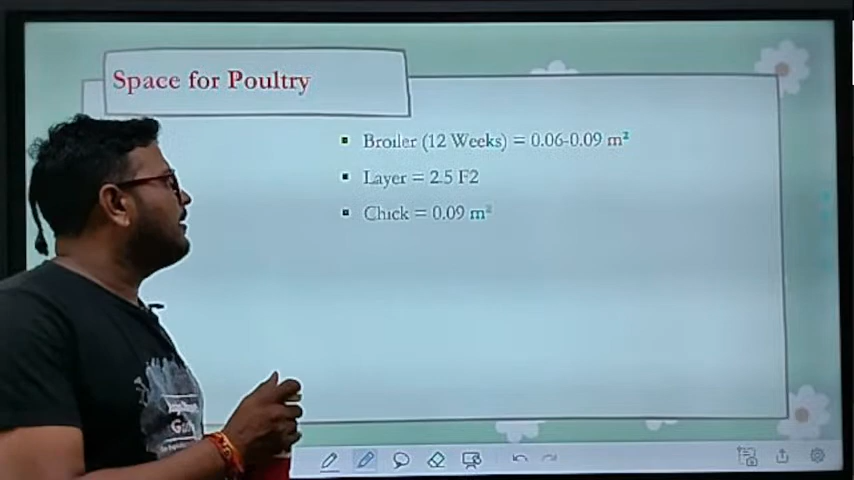 Space for Poultry
Broiler (12 Weeks) = 0.06-0.09 m²
Layer = 2.5 F2
Chick = 0.09 m²